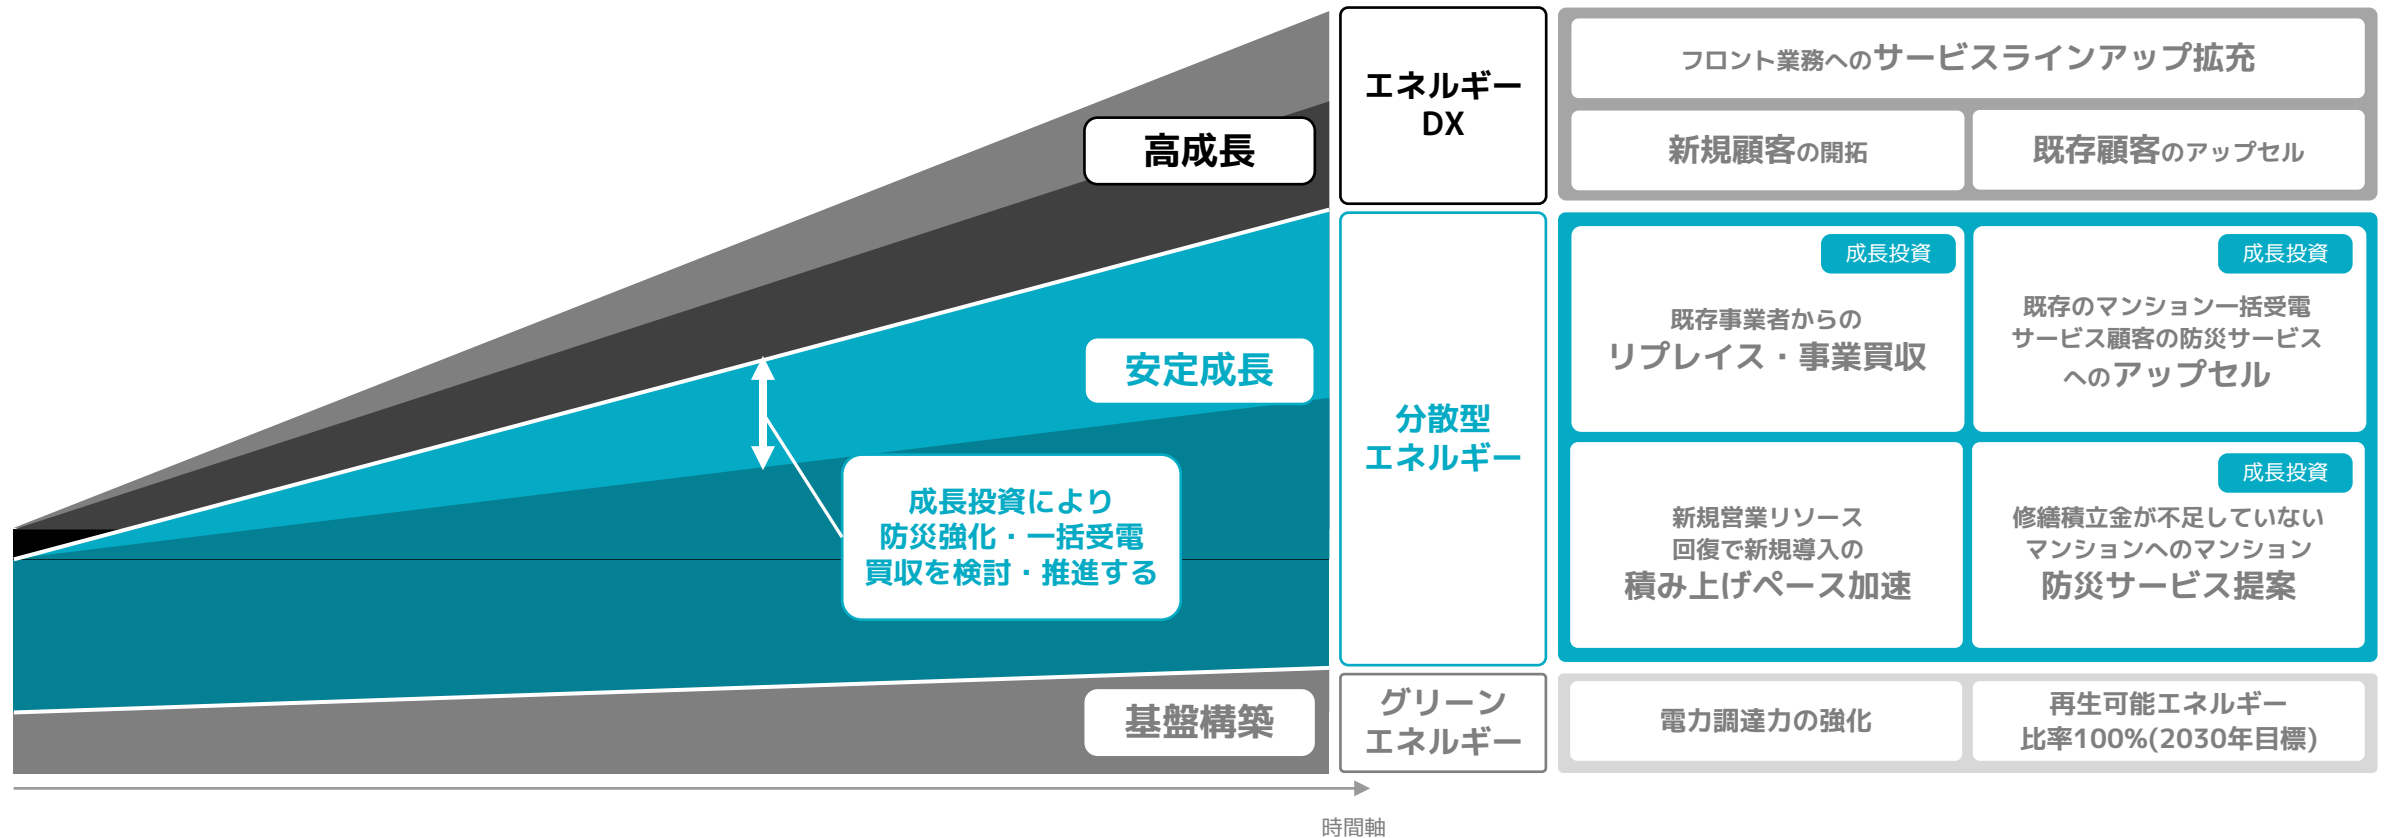 高成長
安定成長
成長投資により
防災強化・一括受電
買収を検討・推進する
基盤構築
時間軸
エネルギー
DX
フロント業務へのサービスラインアップ拡充
新規顧客の開拓
既存顧客のアップセル
分散型
エネルギー
成長投資
既存事業者からの
リプレイス・事業買収
成長投資
既存のマンション一括受電
サービス顧客の防災サービス
へのアップセル
新規営業リソース
回復で新規導入の
積み上げペース加速
成長投資
修繕積立金が不足していない
マンションへのマンション
防災サービス提案
グリーン
エネルギー
電力調達力の強化
再生可能エネルギー
比率100%(2030年目標)